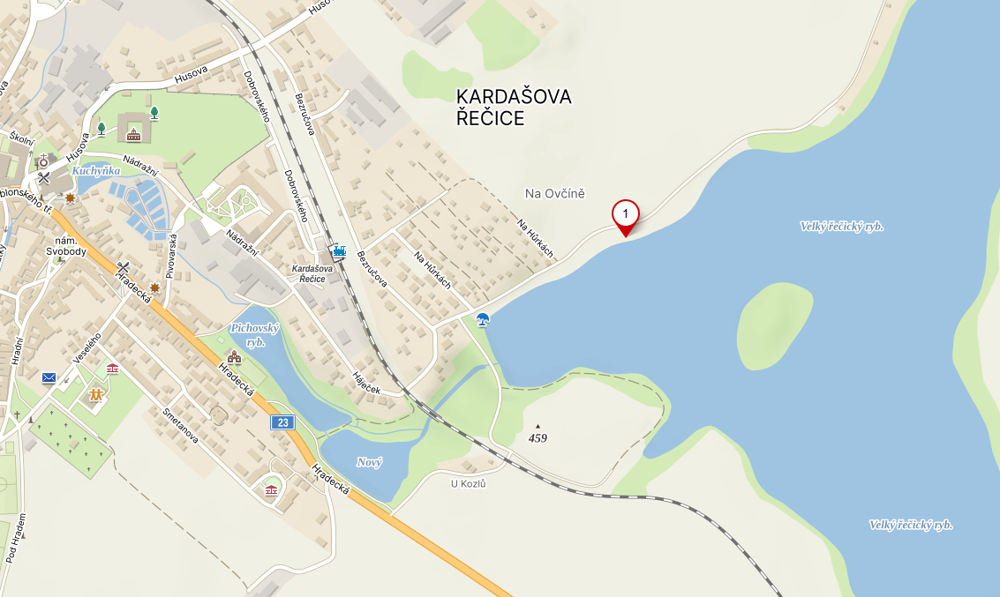 Husova
Husova
Dobrovského
Bezručova
KARDAŠOVA
ŘEČICE
Školní
Husova
Nádražní
Kuchyňka
Dobrovského
Na Ovčíně
1
Velký řečický ryb.
Na Hůrkách
nám.
Svobody
Pivovarská
Nádražní
Kardašova
Řečice
Bezručova
Na Hůrkách
Hradecká
Pichovský
ryb.
Veselého
Hradní
Hradecká
Háječek
Smetanova
23
459
Nový
Hradecká
U Kozlů
Velký řečický ryb.
Pod Hradem